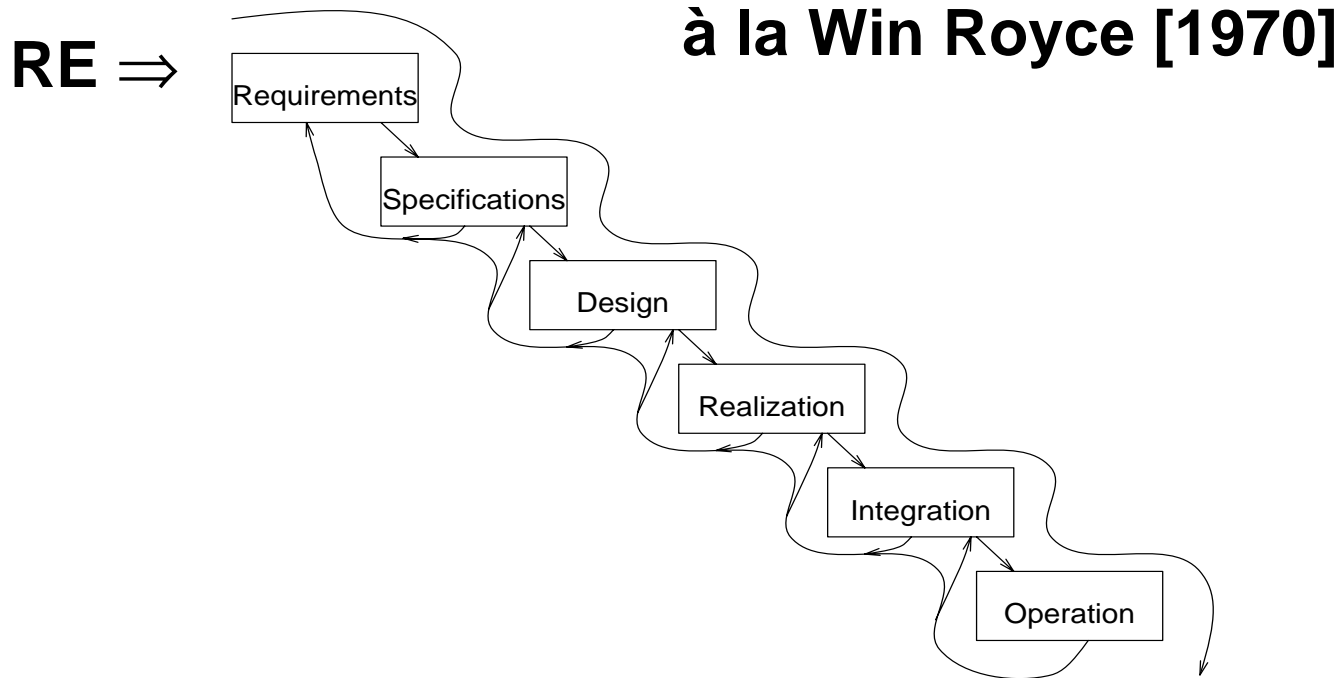 à la Win Royce [1970]
RE ⇒
Requirements
Specifications
Design
Realization
Integration
Operation